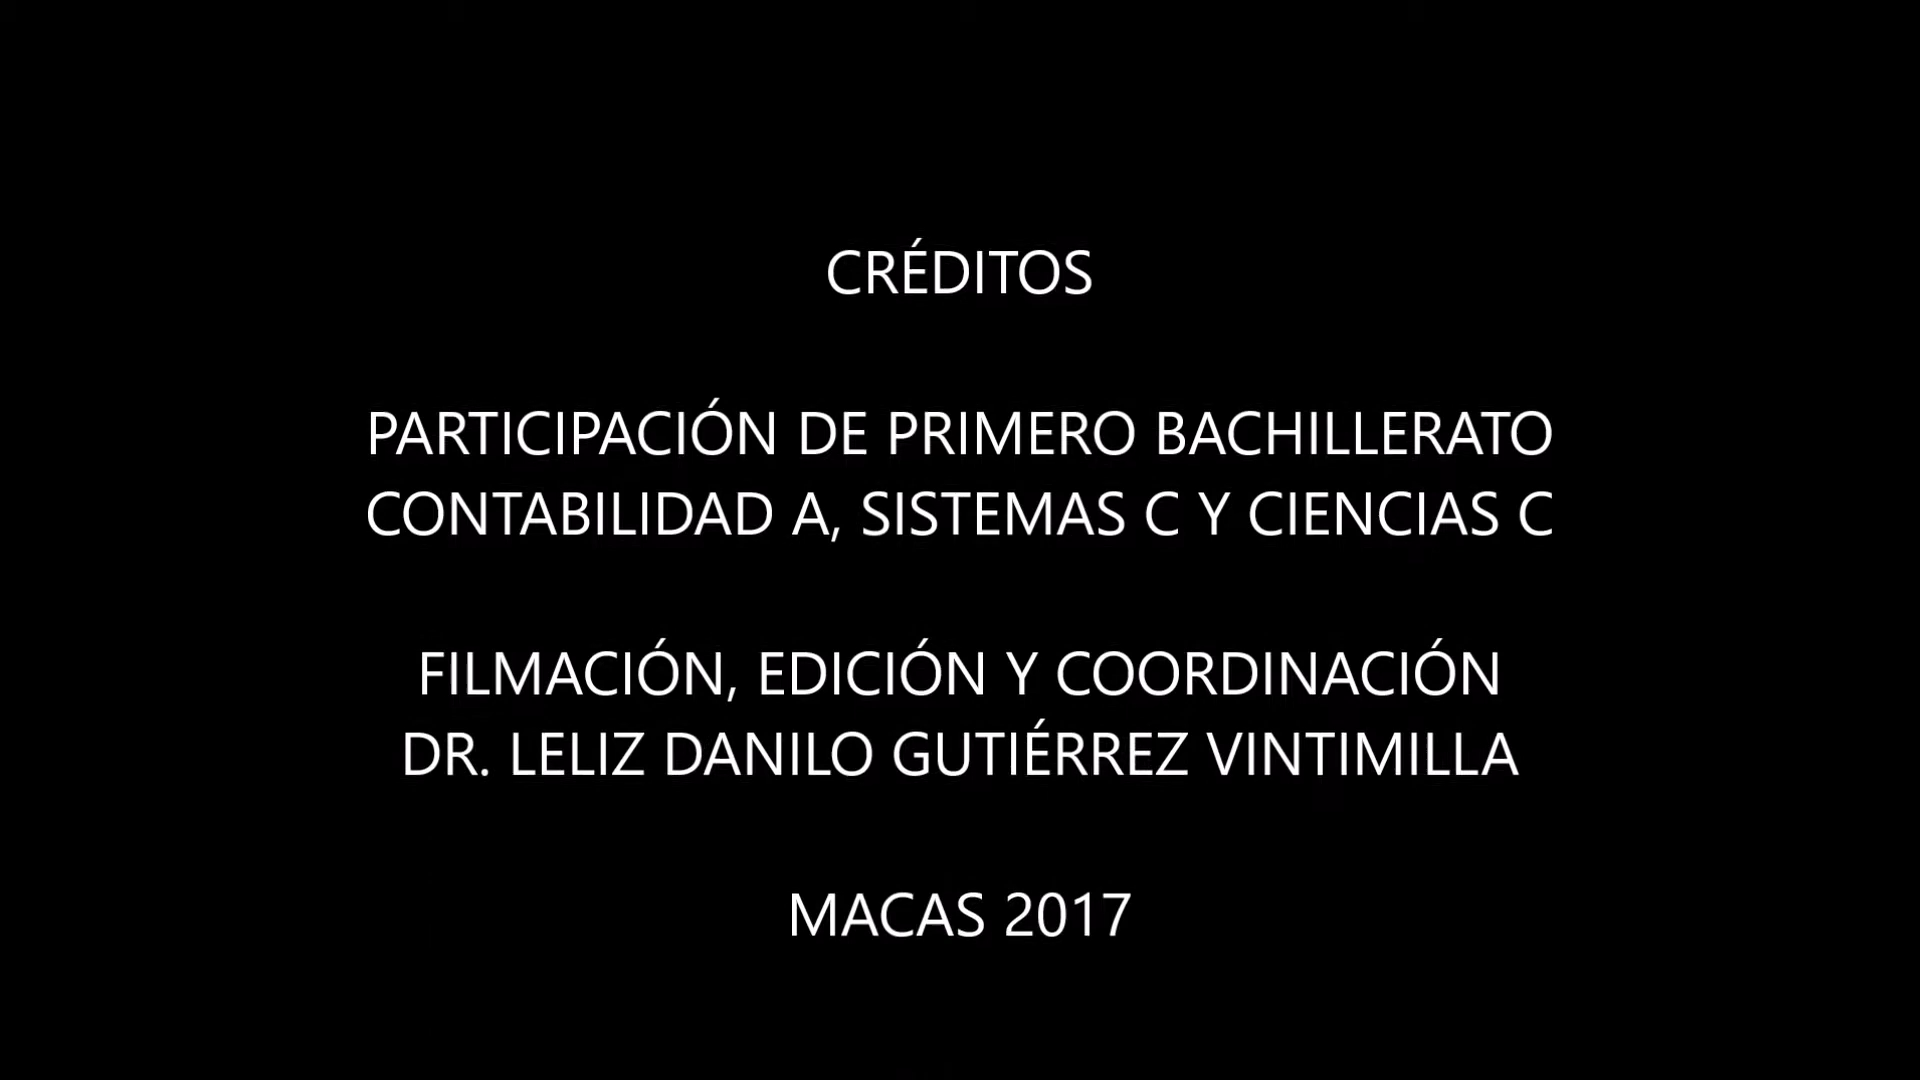 CRÉDITOS
PARTICIPACIÓN DE PRIMERO BACHILLERATO
CONTABILIDAD A, SISTEMAS C Y CIENCIAS C
FILMACIÓN, EDICIÓN Y COORDINACIÓN
DR. LELIZ DANILO GUTIÉRREZ VINTIMILLA
MACAS 2017